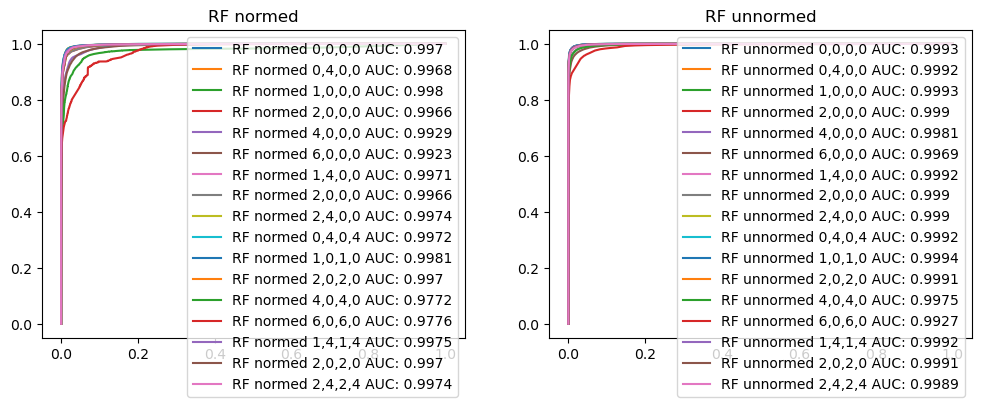 RF normed
1.0
0.8
0.6
0.4
0.2
0.0
0.0
0.2
0.4
0.6
0.8
1.0
RF normed 0,0,0,0 AUC: 0.997
RF normed 0,4,0,0 AUC: 0.9968
RF normed 1,0,0,0 AUC: 0.998
RF normed 2,0,0,0 AUC: 0.9966
RF normed 4,0,0,0 AUC: 0.9929
RF normed 6,0,0,0 AUC: 0.9923
RF normed 1,4,0,0 AUC: 0.9971
RF normed 2,0,0,0 AUC: 0.9966
RF normed 2,4,0,0 AUC: 0.9974
RF normed 0,4,0,4 AUC: 0.9972
RF normed 1,0,1,0 AUC: 0.9981
RF normed 2,0,2,0 AUC: 0.997
RF normed 4,0,4,0 AUC: 0.9772
RF normed 6,0,6,0 AUC: 0.9776
RF normed 1,4,1,4 AUC: 0.9975
RF normed 2,0,2,0 AUC: 0.997
RF normed 2,4,2,4 AUC: 0.9974
RF unnormed
1.0
0.8
0.6
0.4
0.2
0.0
0.0
0.2
0.4
0.6
0.8
1.0
RF unnormed 0,0,0,0 AUC: 0.9993
RF unnormed 0,4,0,0 AUC: 0.9992
RF unnormed 1,0,0,0 AUC: 0.9993
RF unnormed 2,0,0,0 AUC: 0.999
RF unnormed 4,0,0,0 AUC: 0.9981
RF unnormed 6,0,0,0 AUC: 0.9969
RF unnormed 1,4,0,0 AUC: 0.9992
RF unnormed 2,0,0,0 AUC: 0.999
RF unnormed 2,4,0,0 AUC: 0.999
RF unnormed 0,4,0,4 AUC: 0.9992
RF unnormed 1,0,1,0 AUC: 0.9994
RF unnormed 2,0,2,0 AUC: 0.9991
RF unnormed 4,0,4,0 AUC: 0.9975
RF unnormed 6,0,6,0 AUC: 0.9927
RF unnormed 1,4,1,4 AUC: 0.9992
RF unnormed 2,0,2,0 AUC: 0.9991
RF unnormed 2,4,2,4 AUC: 0.9989